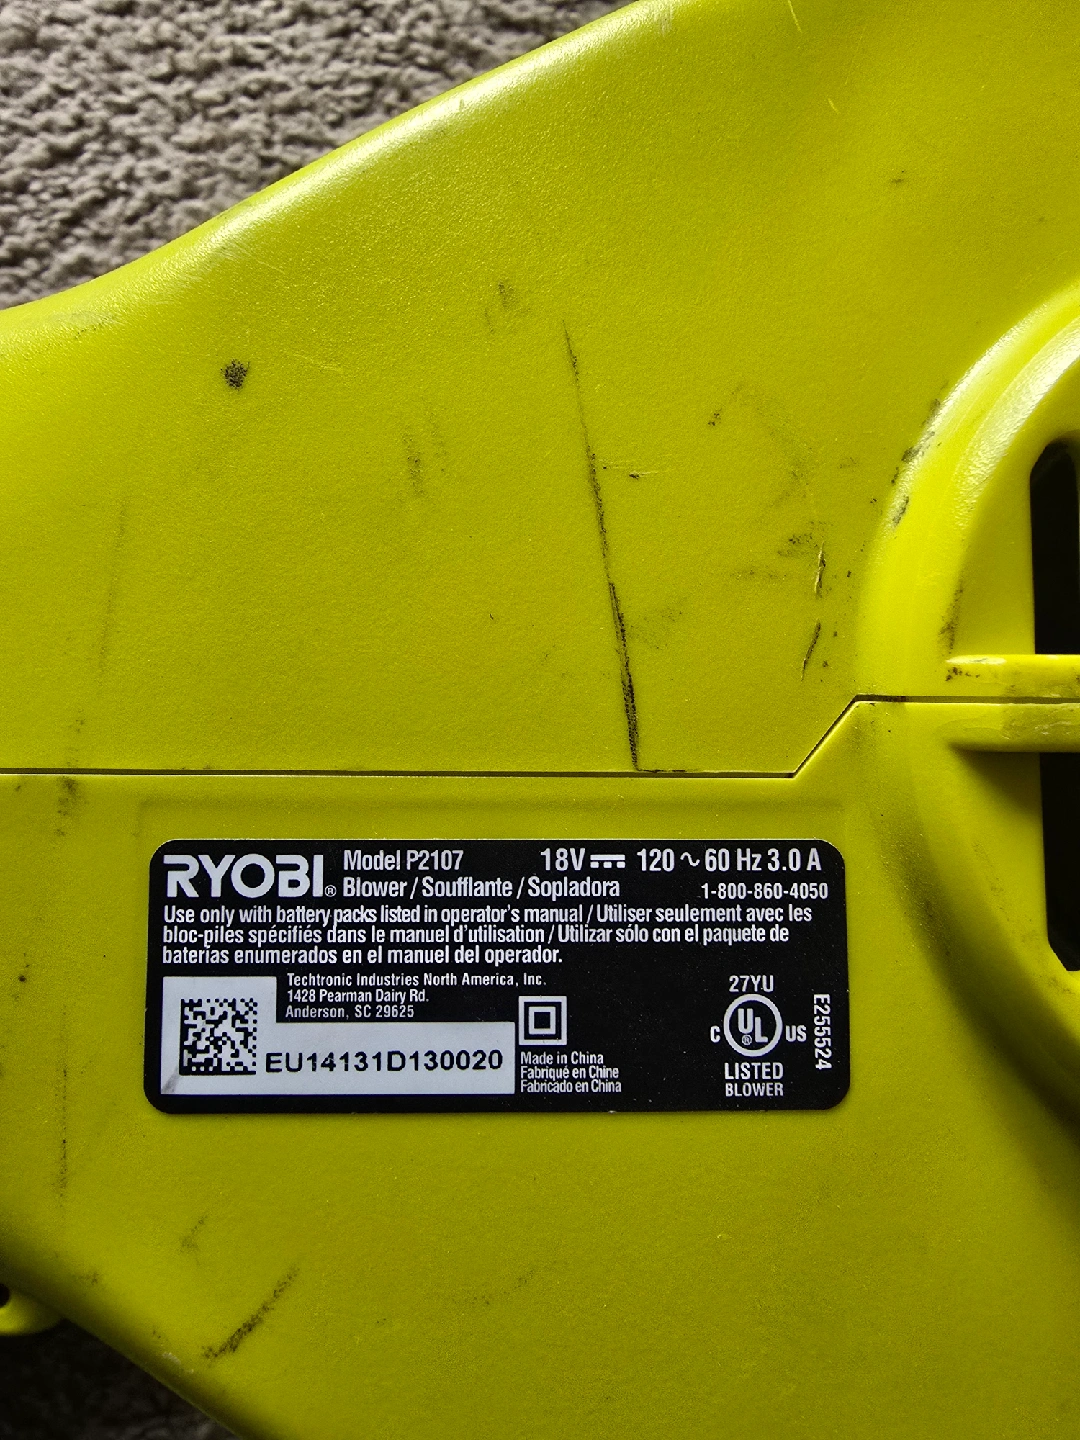 RYOBI® Model P2107 18V⎓ 120 ~ 60 Hz 3.0 A
Blower / Soufflante / Sopladora 1-800-860-4050
Use only with battery packs listed in operator's manual / Utiliser seulement avec les
bloc-piles spécifiés dans le manuel d'utilisation / Utilizar sólo con el paquete de
baterias enumerados en el manuel del operador.
Techtronic Industries North America, Inc.
1428 Pearman Dairy Rd.
Anderson, SC 29625
EU14131D130020
Made in China
Fabriqué en Chine
Fabricado en China
27YU
C UL® US
LISTED
BLOWER
E255524